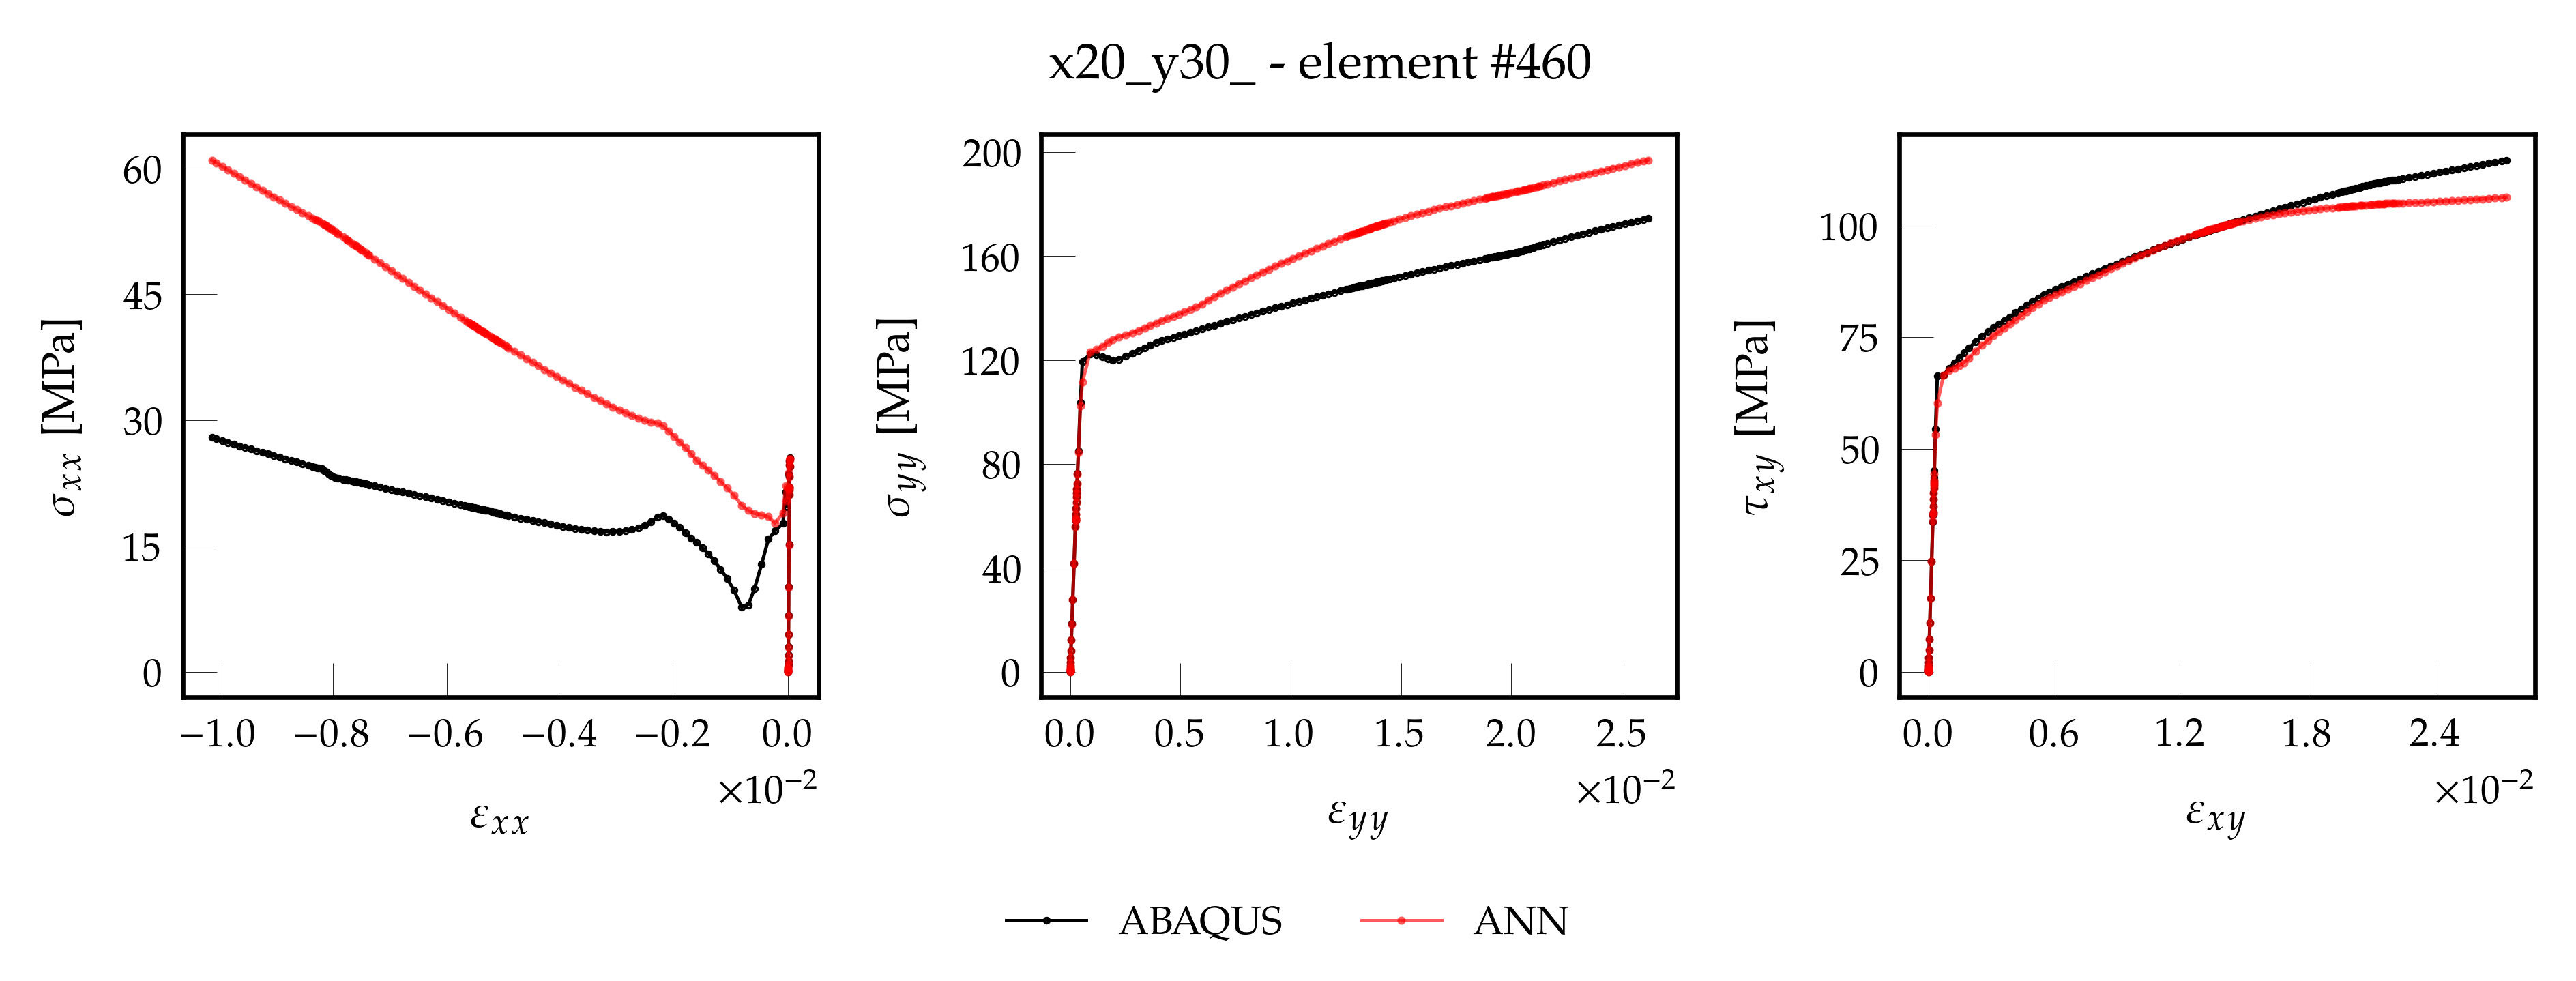 x20_y30_ - element #460
σxx [MPa]
60
45
30
15
0
−1.0 −0.8 −0.6 −0.4 −0.2 0.0
×10−2
εxx
σyy [MPa]
200
160
120
80
40
0
0.0 0.5 1.0 1.5 2.0 2.5
×10−2
εyy
τxy [MPa]
100
75
50
25
0
0.0 0.6 1.2 1.8 2.4
×10−2
εxy
ABAQUS ANN